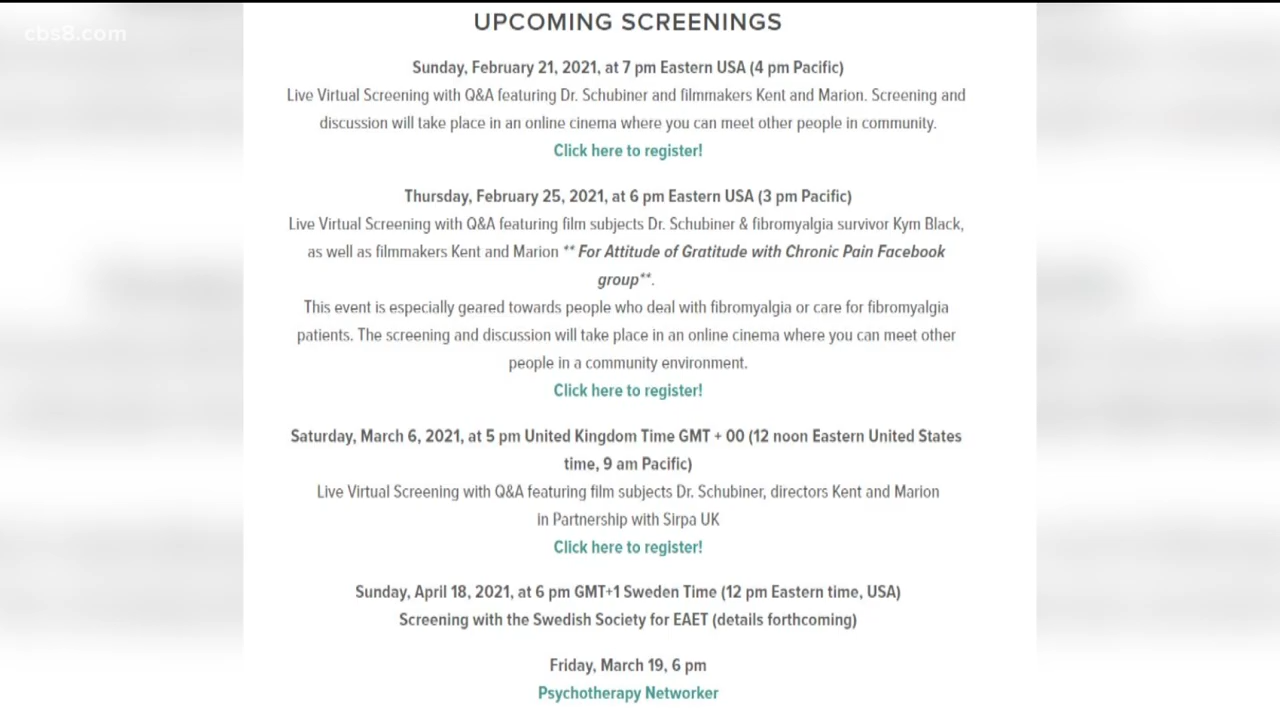 UPCOMING SCREENINGS
cbs8.com
Sunday, February 21, 2021, at 7 pm Eastern USA (4 pm Pacific)
Live Virtual Screening with Q&A featuring Dr. Schubiner and filmmakers Kent and Marion. Screening and
discussion will take place in an online cinema where you can meet other people in community.
Click here to register!
Thursday, February 25, 2021, at 6 pm Eastern USA (3 pm Pacific)
Live Virtual Screening with Q&A featuring film subjects Dr. Schubiner & fibromyalgia survivor Kym Black,
as well as filmmakers Kent and Marion ** For Attitude of Gratitude with Chronic Pain Facebook
group**.
This event is especially geared towards people who deal with fibromyalgia or care for fibromyalgia
patients. The screening and discussion will take place in an online cinema where you can meet other
people in a community environment.
Click here to register!
Saturday, March 6, 2021, at 5 pm United Kingdom Time GMT + 00 (12 noon Eastern United States
time, 9 am Pacific)
Live Virtual Screening with Q&A featuring film subjects Dr. Schubiner, directors Kent and Marion
in Partnership with Sirpa UK
Click here to register!
Sunday, April 18, 2021, at 6 pm GMT+1 Sweden Time (12 pm Eastern time, USA)
Screening with the Swedish Society for EAET (details forthcoming)
Friday, March 19, 6 pm
Psychotherapy Networker